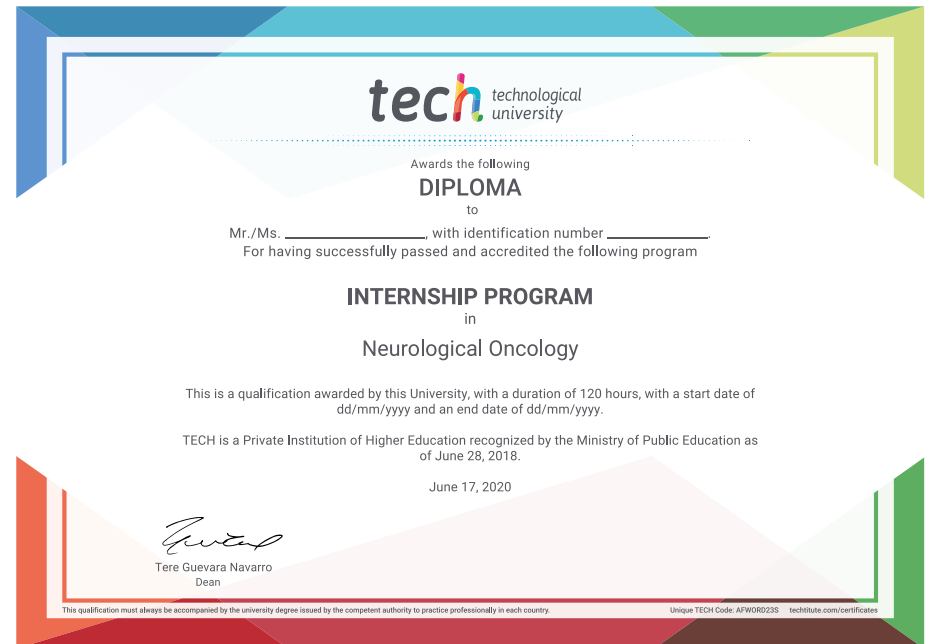 tech technological
university
Awards the following
DIPLOMA
to
Mr./Ms. ____________________, with identification number ______________.
For having successfully passed and accredited the following program
INTERNSHIP PROGRAM
in
Neurological Oncology
This is a qualification awarded by this University, with a duration of 120 hours, with a start date of
dd/mm/yyyy and an end date of dd/mm/yyyy.
TECH is a Private Institution of Higher Education recognized by the Ministry of Public Education as
of June 28, 2018.
June 17, 2020
Tere Guevara Navarro
Dean
This qualification must always be accompanied by the university degree issued by the competent authority to practice professionally in each country. Unique TECH Code: AFWORD23S techtitute.com/certificates